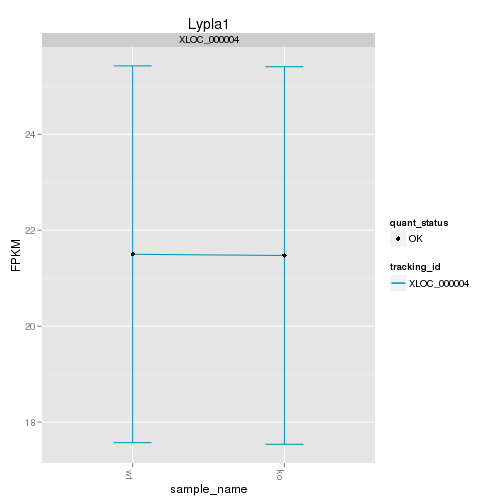 Lypla1
XLOC_000004
24
22
20
18
FPKM
wt
ko
sample_name
quant_status
OK
tracking_id
XLOC_000004